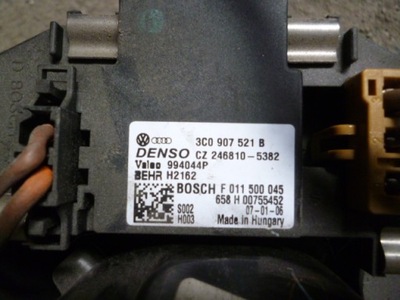 3C0 907 521 B
DENSO CZ 246810-5382
Valeo 994044P
BEHR H2162
BOSCH F 011 500 045
658 H 00755452
S002 07-01-06
H003 Made in Hungary